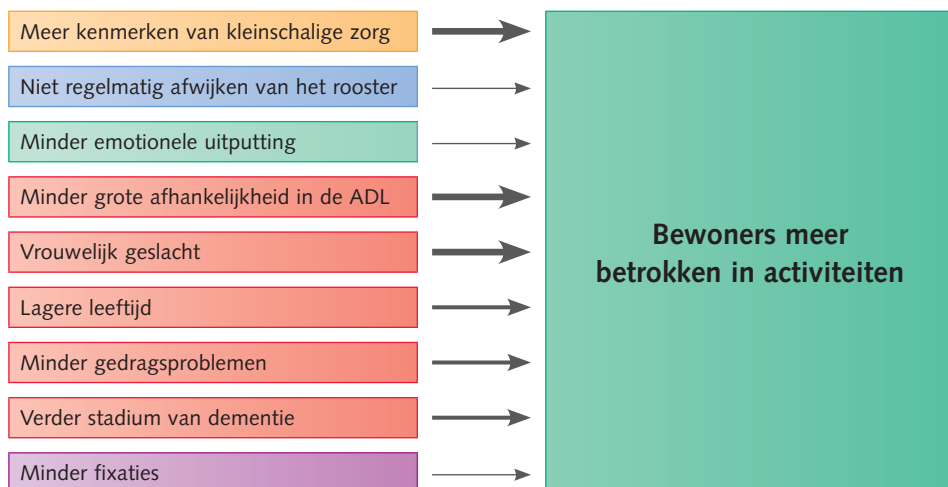 Meer kenmerken van kleinschalige zorg
Niet regelmatig afwijken van het rooster
Minder emotionele uitputting
Minder grote afhankelijkheid in de ADL
Vrouwelijk geslacht
Lagere leeftijd
Minder gedragsproblemen
Verder stadium van dementie
Minder fixaties
Bewoners meer
betrokken in activiteiten